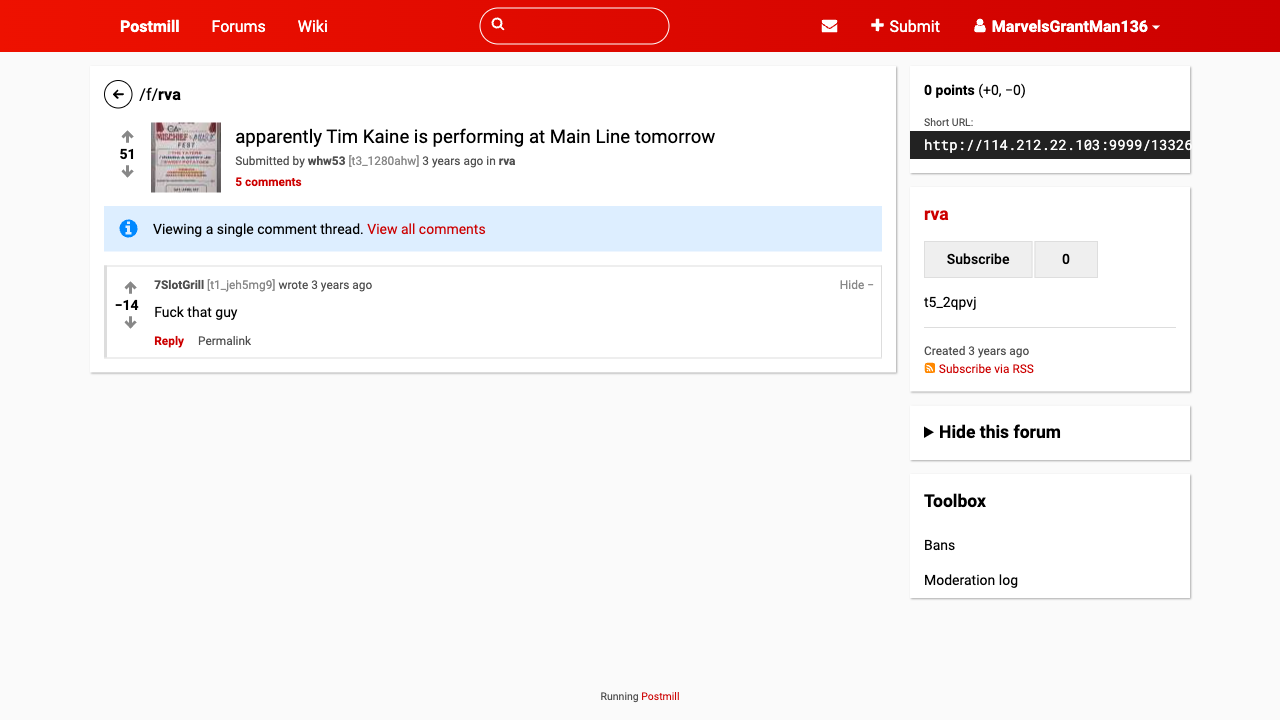 Postmill Forums Wiki Submit MarvelsGrantMan136
/f/rva
51
MISCHIEF
FEST
apparently Tim Kaine is performing at Main Line tomorrow
Submitted by whw53 [t3_1280ahw] 3 years ago in rva
5 comments
Viewing a single comment thread. View all comments
−14
7SlotGrill [t1_jeh5mg9] wrote 3 years ago Hide −
Fuck that guy
Reply Permalink
0 points (+0, −0)
Short URL:
http://114.212.22.103:9999/13326
rva
Subscribe 0
t5_2qpvj
Created 3 years ago
Subscribe via RSS
Hide this forum
Toolbox
Bans
Moderation log
Running Postmill